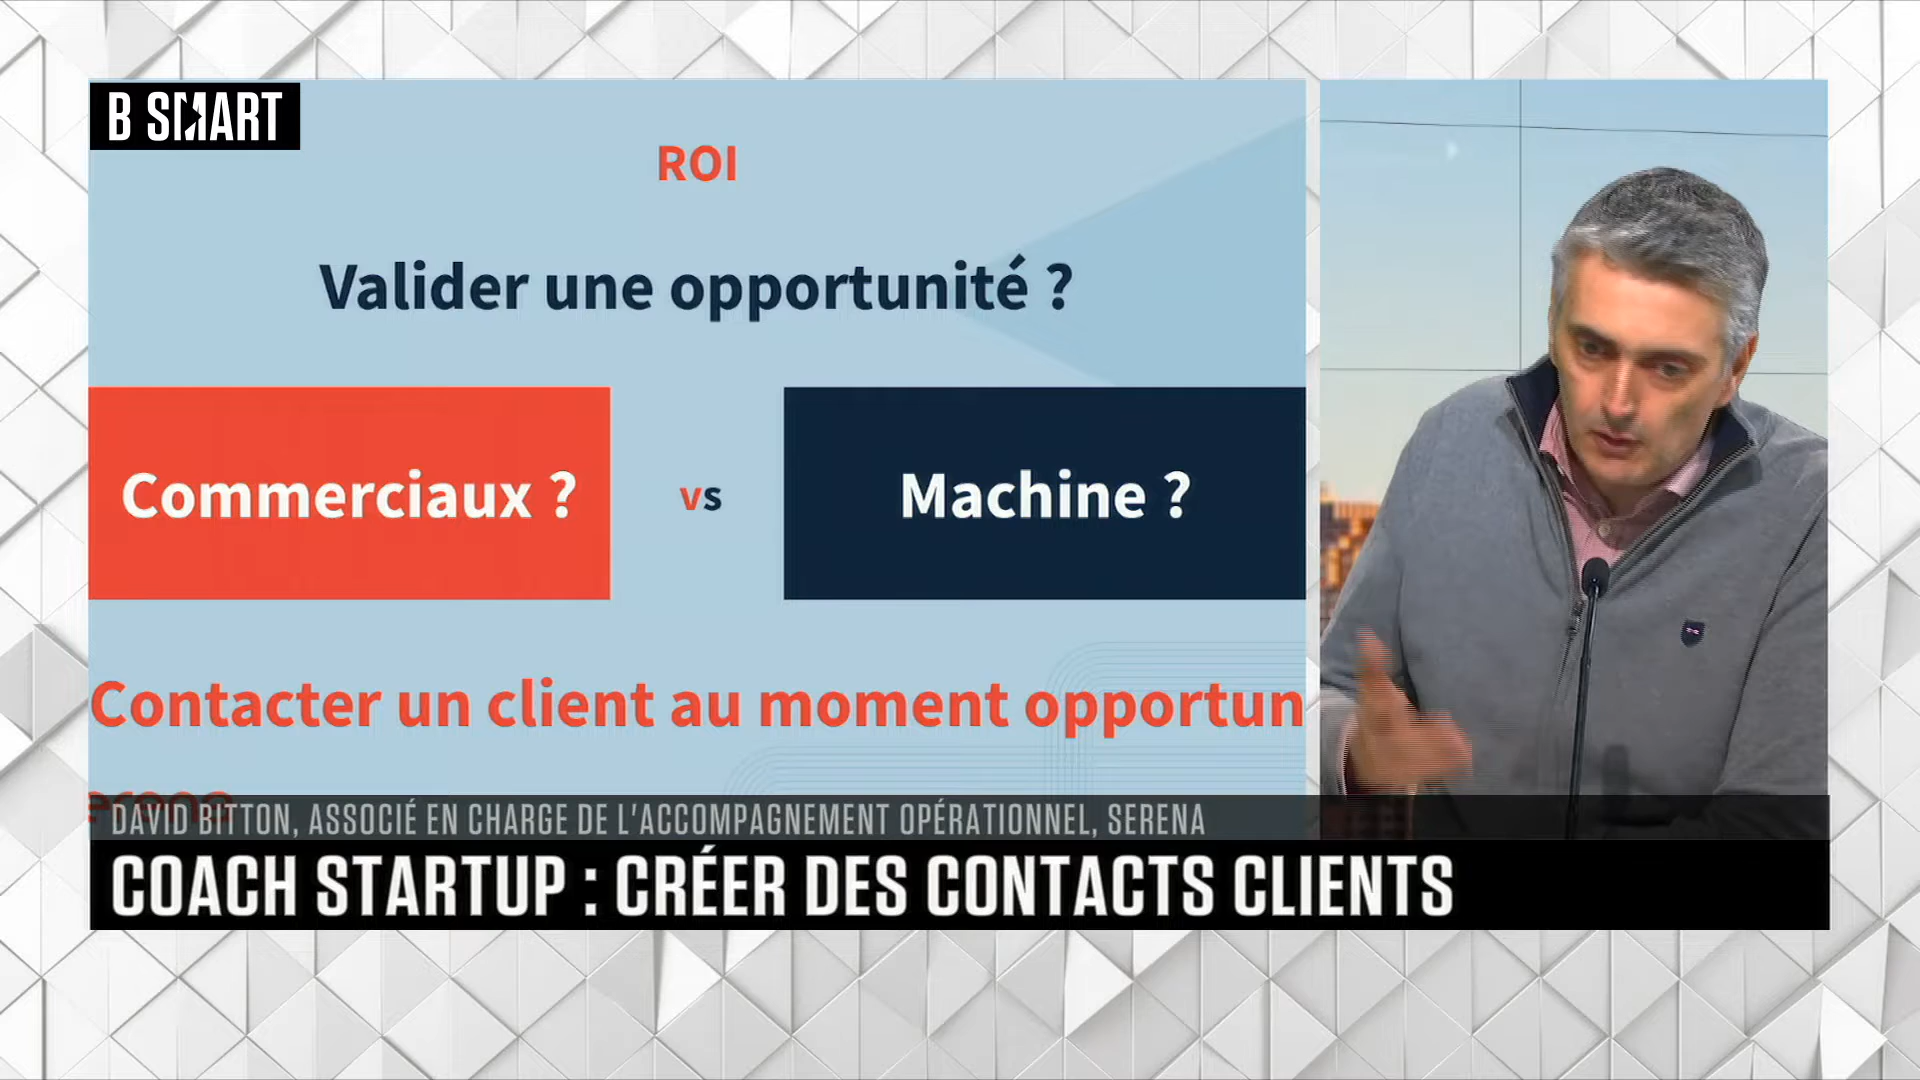 B SMART
ROI
Valider une opportunité ?
Commerciaux ?
vs
Machine ?
Contacter un client au moment opportun
DAVID BITTON, ASSOCIÉ EN CHARGE DE L'ACCOMPAGNEMENT OPÉRATIONNEL, SERENA
COACH STARTUP : CRÉER DES CONTACTS CLIENTS